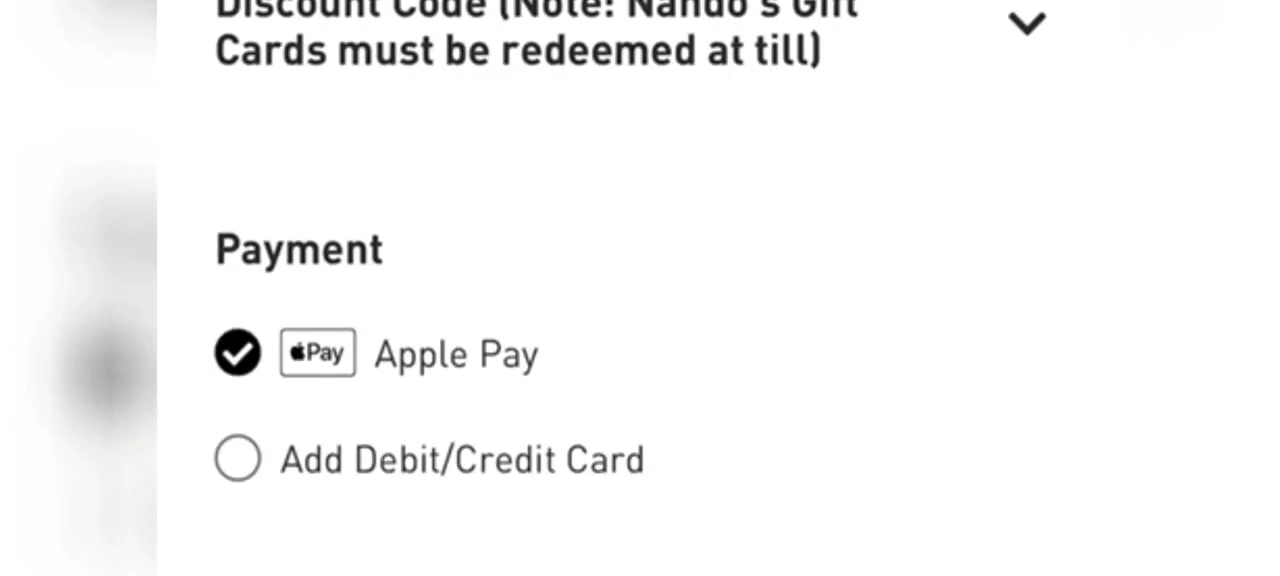 Discount Code (Note: Nando's Gift
Cards must be redeemed at till)
Payment
Pay Apple Pay
Add Debit/Credit Card